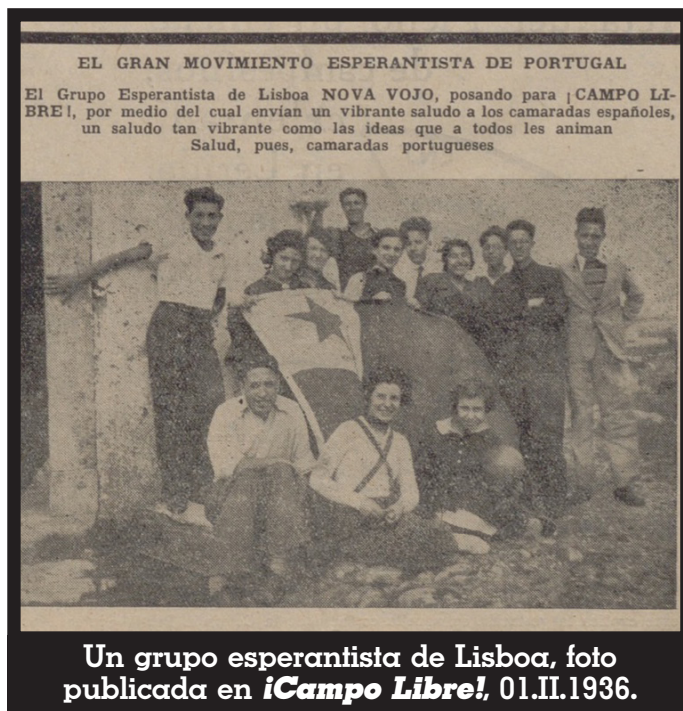 EL GRAN MOVIMIENTO ESPERANTISTA DE PORTUGAL
El Grupo Esperantista de Lisboa NOVA VOJO, posando para ¡CAMPO LI-
BRE!, por medio del cual envían un vibrante saludo a los camaradas españoles,
un saludo tan vibrante como las ideas que a todos les animan
Salud, pues, camaradas portugueses
Un grupo esperantista de Lisboa, foto
publicada en ¡Campo Libre!, 01.II.1936.